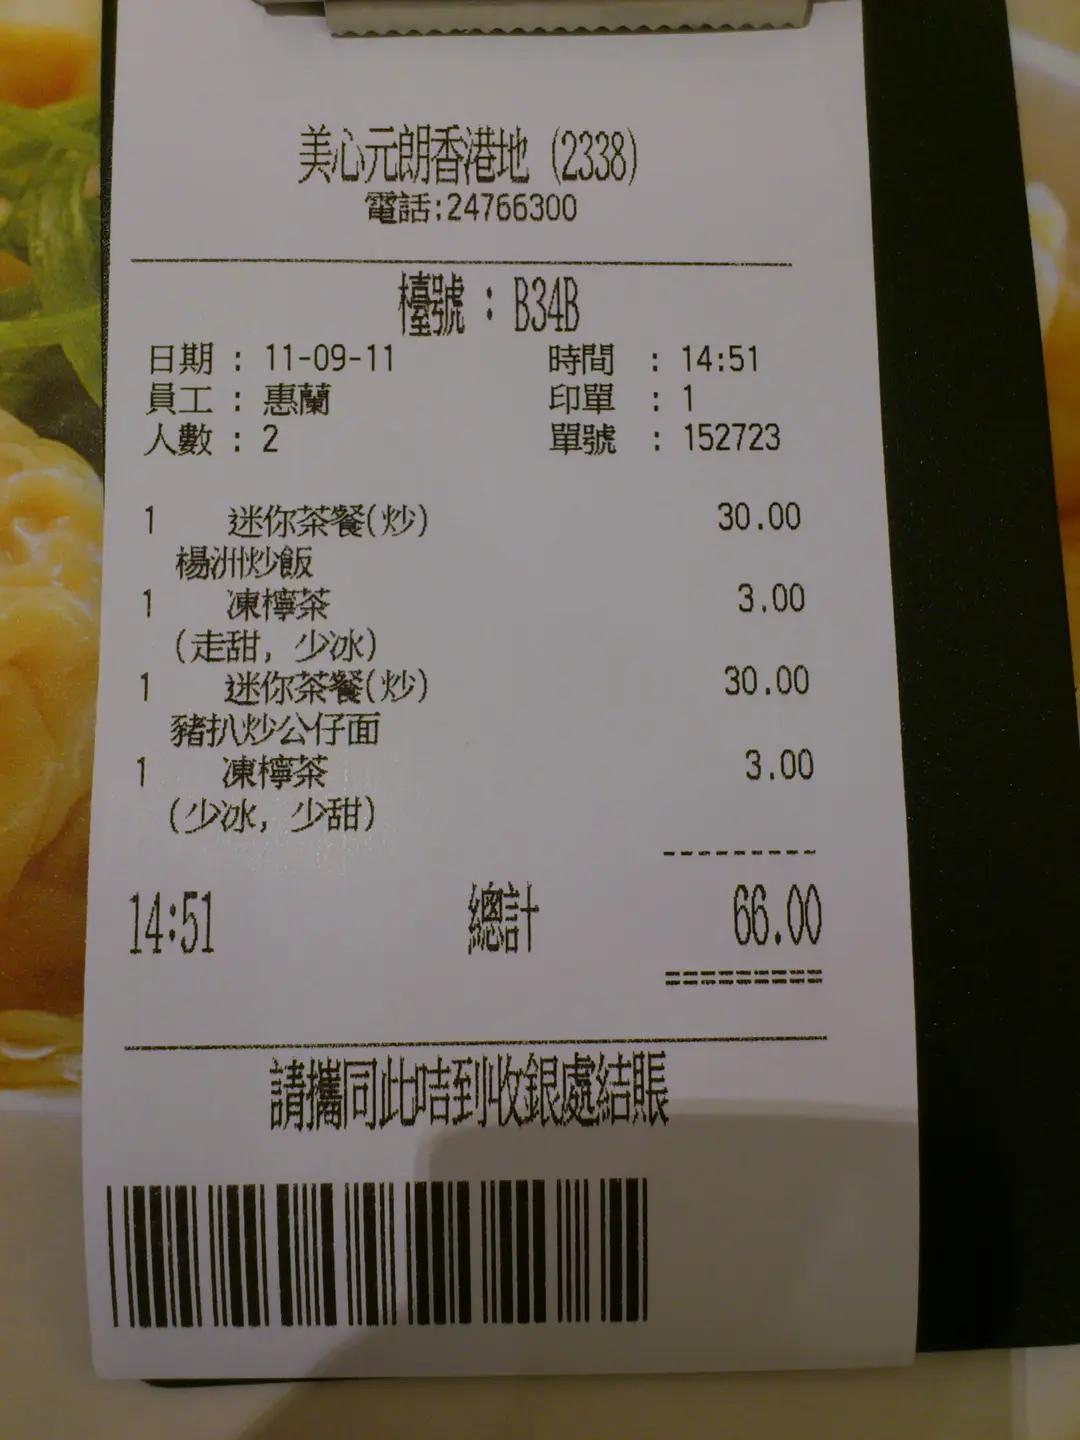 美心元朗香港地 (2338)
電話:24766300
檯號 : B34B
日期 : 11-09-11 時間 : 14:51
員工 : 惠蘭 印單 : 1
人數 : 2 單號 : 152723
1 迷你茶餐(炒) 30.00
楊洲炒飯
1 凍檸茶 3.00
(走甜, 少冰)
1 迷你茶餐(炒) 30.00
豬扒炒公仔面
1 凍檸茶 3.00
(少冰, 少甜)
---------
14:51 總計 66.00
=========
請攜同此咭到收銀處結賬